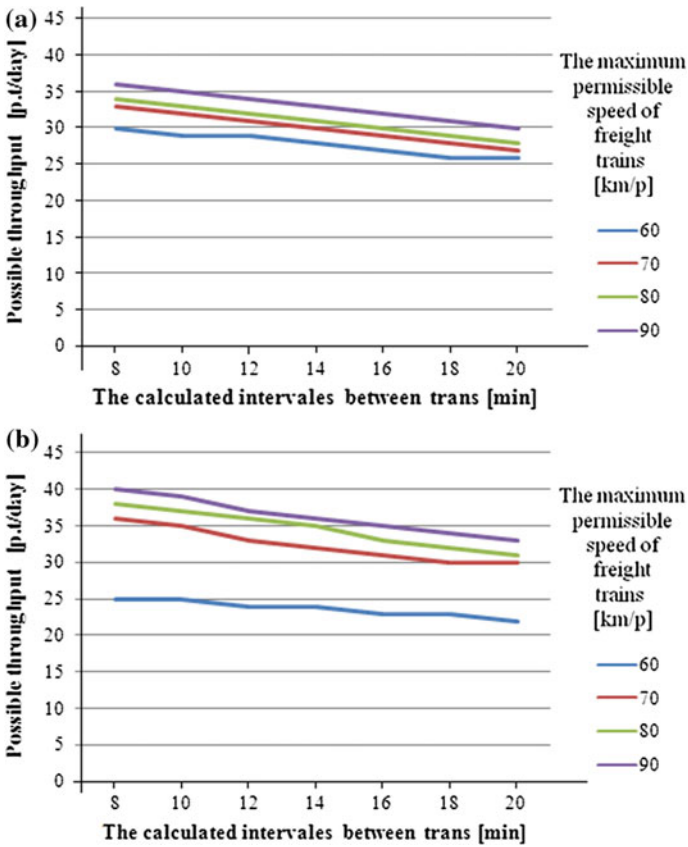 (a)
Possible throughput [p.t/day]
45
40
35
30
25
20
15
10
5
0
8 10 12 14 16 18 20
The calculated intervales between trans [min]
The maximum
permissible
speed of
freight
trains
[km/p]
60
70
80
90
(b)
Possible throughput [p.t/day]
45
40
35
30
25
20
15
10
5
0
8 10 12 14 16 18 20
The calculated intervales between trans [min]
The maximum
permissible
speed of
freight
trains
[km/p]
60
70
80
90